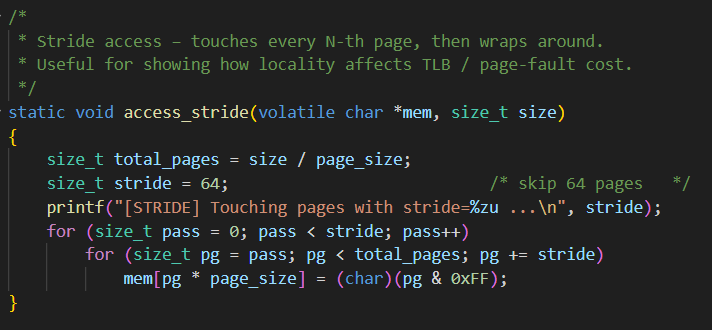 /*
 * Stride access – touches every N-th page, then wraps around.
 * Useful for showing how locality affects TLB / page-fault cost.
 */
static void access_stride(volatile char *mem, size_t size)
{
    size_t total_pages = size / page_size;
    size_t stride = 64;                         /* skip 64 pages   */
    printf("[STRIDE] Touching pages with stride=%zu ...\n", stride);
    for (size_t pass = 0; pass < stride; pass++)
        for (size_t pg = pass; pg < total_pages; pg += stride)
            mem[pg * page_size] = (char)(pg & 0xFF);
}